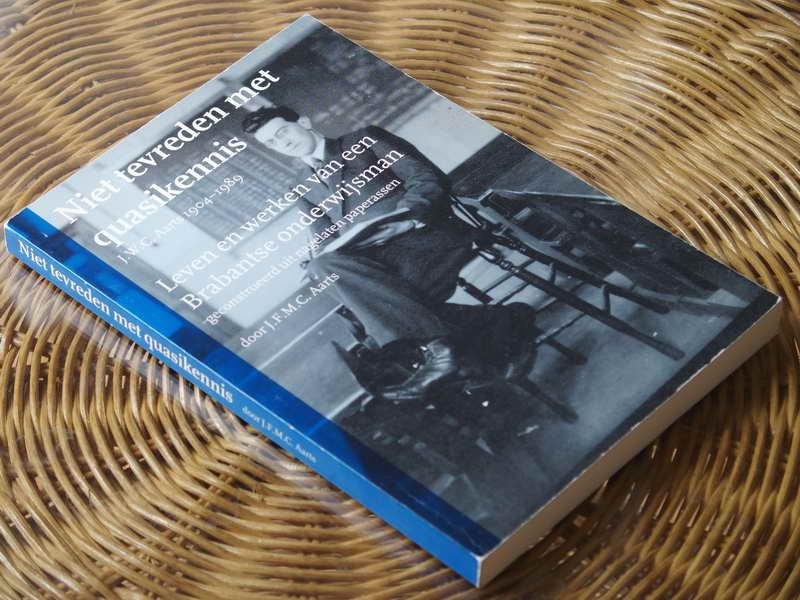 Niet tevreden met
quasikennis
J.W.C. Aarts 1904-1989
Leven en werken van een
Brabantse onderwijsman
gereconstrueerd uit nagelaten paperassen
door J.F.M.C. Aarts
Niet tevreden met quasikennis
door J.F.M.C. Aarts